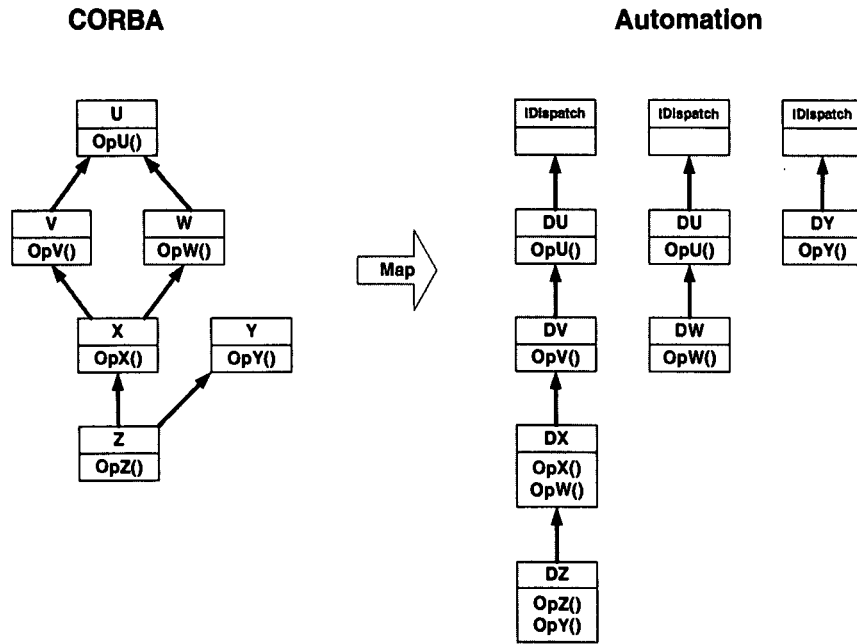 CORBA
Automation
U
OpU()
V
OpV()
W
OpW()
X
OpX()
Y
OpY()
Z
OpZ()
Map
IDispatch
IDispatch
IDispatch
DU
OpU()
DU
OpU()
DY
OpY()
DV
OpV()
DW
OpW()
DX
OpX()
OpW()
DZ
OpZ()
OpY()